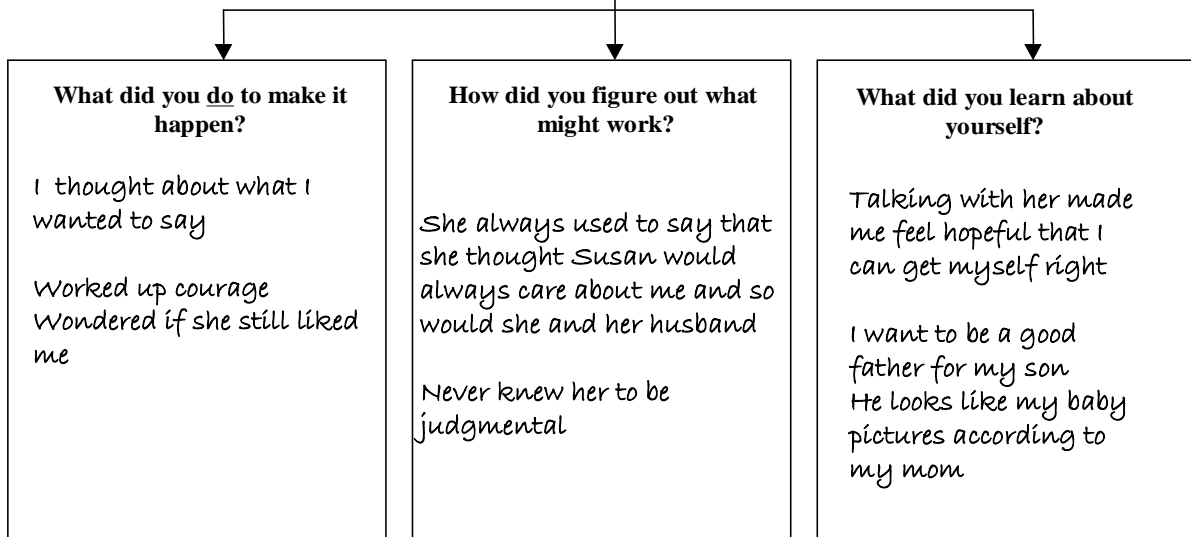 What did you do to make it
happen?
I thought about what I
wanted to say
Worked up courage
Wondered if she still liked
me
How did you figure out what
might work?
She always used to say that
she thought Susan would
always care about me and so
would she and her husband
Never knew her to be
judgmental
What did you learn about
yourself?
Talking with her made
me feel hopeful that I
can get myself right
I want to be a good
father for my son
He looks like my baby
pictures according to
my mom